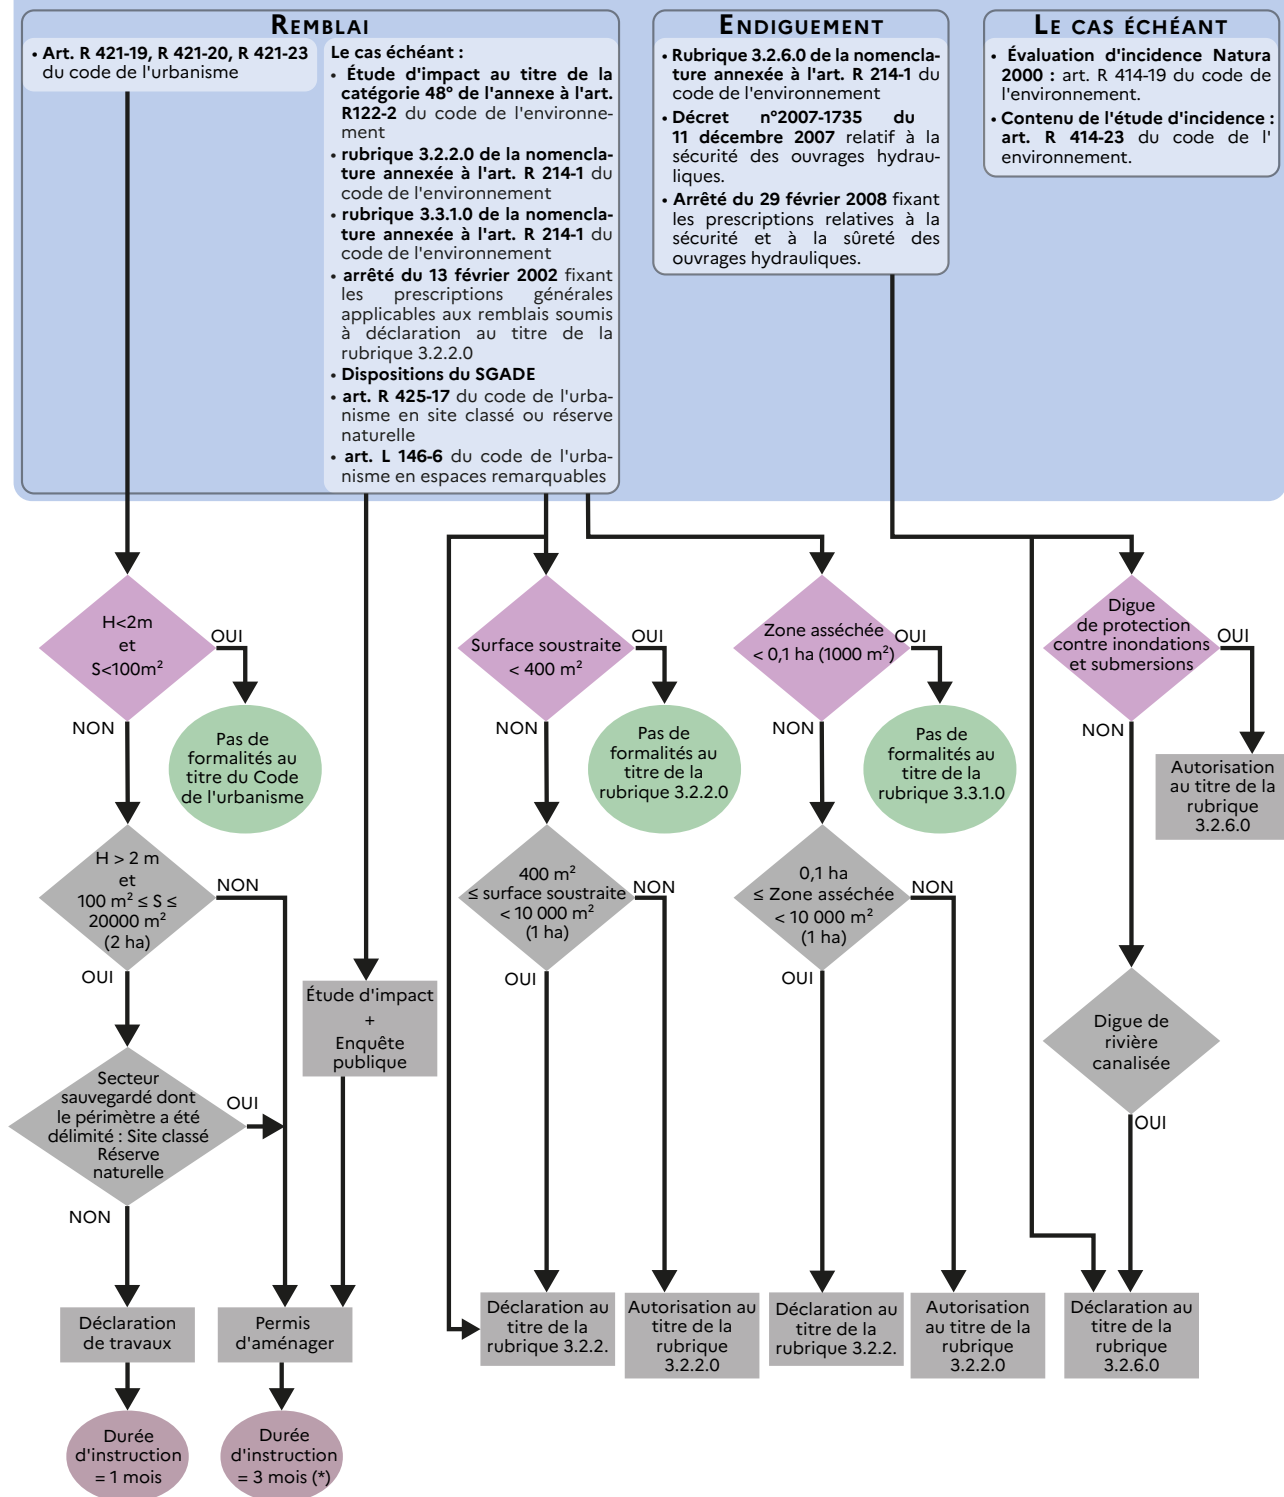 REMBLAI
• Art. R 421-19, R 421-20, R 421-23
du code de l'urbanisme
Le cas échéant :
• Étude d'impact au titre de la
catégorie 48° de l'annexe à l'art.
R122-2 du code de l'environne-
ment
• rubrique 3.2.2.0 de la nomencla-
ture annexée à l'art. R 214-1 du
code de l'environnement
• rubrique 3.3.1.0 de la nomencla-
ture annexée à l'art. R 214-1 du
code de l'environnement
• arrêté du 13 février 2002 fixant
les prescriptions générales
applicables aux remblais soumis
à déclaration au titre de la
rubrique 3.2.2.0
• Dispositions du SGADE
• art. R 425-17 du code de l'urba-
nisme en site classé ou réserve
naturelle
• art. L 146-6 du code de l'urba-
nisme en espaces remarquables
ENDIGUEMENT
• Rubrique 3.2.6.0 de la nomencla-
ture annexée à l'art. R 214-1 du
code de l'environnement
• Décret n°2007-1735 du
11 décembre 2007 relatif à la
sécurité des ouvrages hydrau-
liques.
• Arrêté du 29 février 2008 fixant
les prescriptions relatives à la
sécurité et à la sûreté des
ouvrages hydrauliques.
LE CAS ÉCHÉANT
• Évaluation d'incidence Natura
2000 : art. R 414-19 du code de
l'environnement.
• Contenu de l'étude d'incidence :
art. R 414-23 du code de l'
environnement.
H<2m
et
S<100m²
OUI
NON
Pas de
formalités au
titre du Code
de l'urbanisme
H > 2 m
et
100 m² ≤ S ≤
20000 m²
(2 ha)
NON
OUI
Secteur
sauvegardé dont
le périmètre a été
délimité : Site classé
Réserve
naturelle
OUI
NON
Étude d'impact
+
Enquête
publique
Déclaration
de travaux
Permis
d'aménager
Durée
d'instruction
= 1 mois
Durée
d'instruction
= 3 mois (*)
Surface soustraite
< 400 m²
OUI
NON
Pas de
formalités au
titre de la
rubrique 3.2.2.0
400 m²
≤ surface soustraite
< 10 000 m²
(1 ha)
NON
OUI
Déclaration au
titre de la
rubrique 3.2.2.
Autorisation au
titre de la
rubrique
3.2.2.0
Zone asséchée
< 0,1 ha (1000 m²)
OUI
NON
Pas de
formalités au
titre de la
rubrique 3.3.1.0
0,1 ha
≤ Zone asséchée
< 10 000 m²
(1 ha)
NON
OUI
Déclaration au
titre de la
rubrique 3.2.2.
Autorisation
au titre de la
rubrique
3.2.2.0
Digue
de protection
contre inondations
et submersions
OUI
NON
Autorisation
au titre de la
rubrique
3.2.6.0
Digue de
rivière
canalisée
OUI
Déclaration au
titre de la
rubrique
3.2.6.0